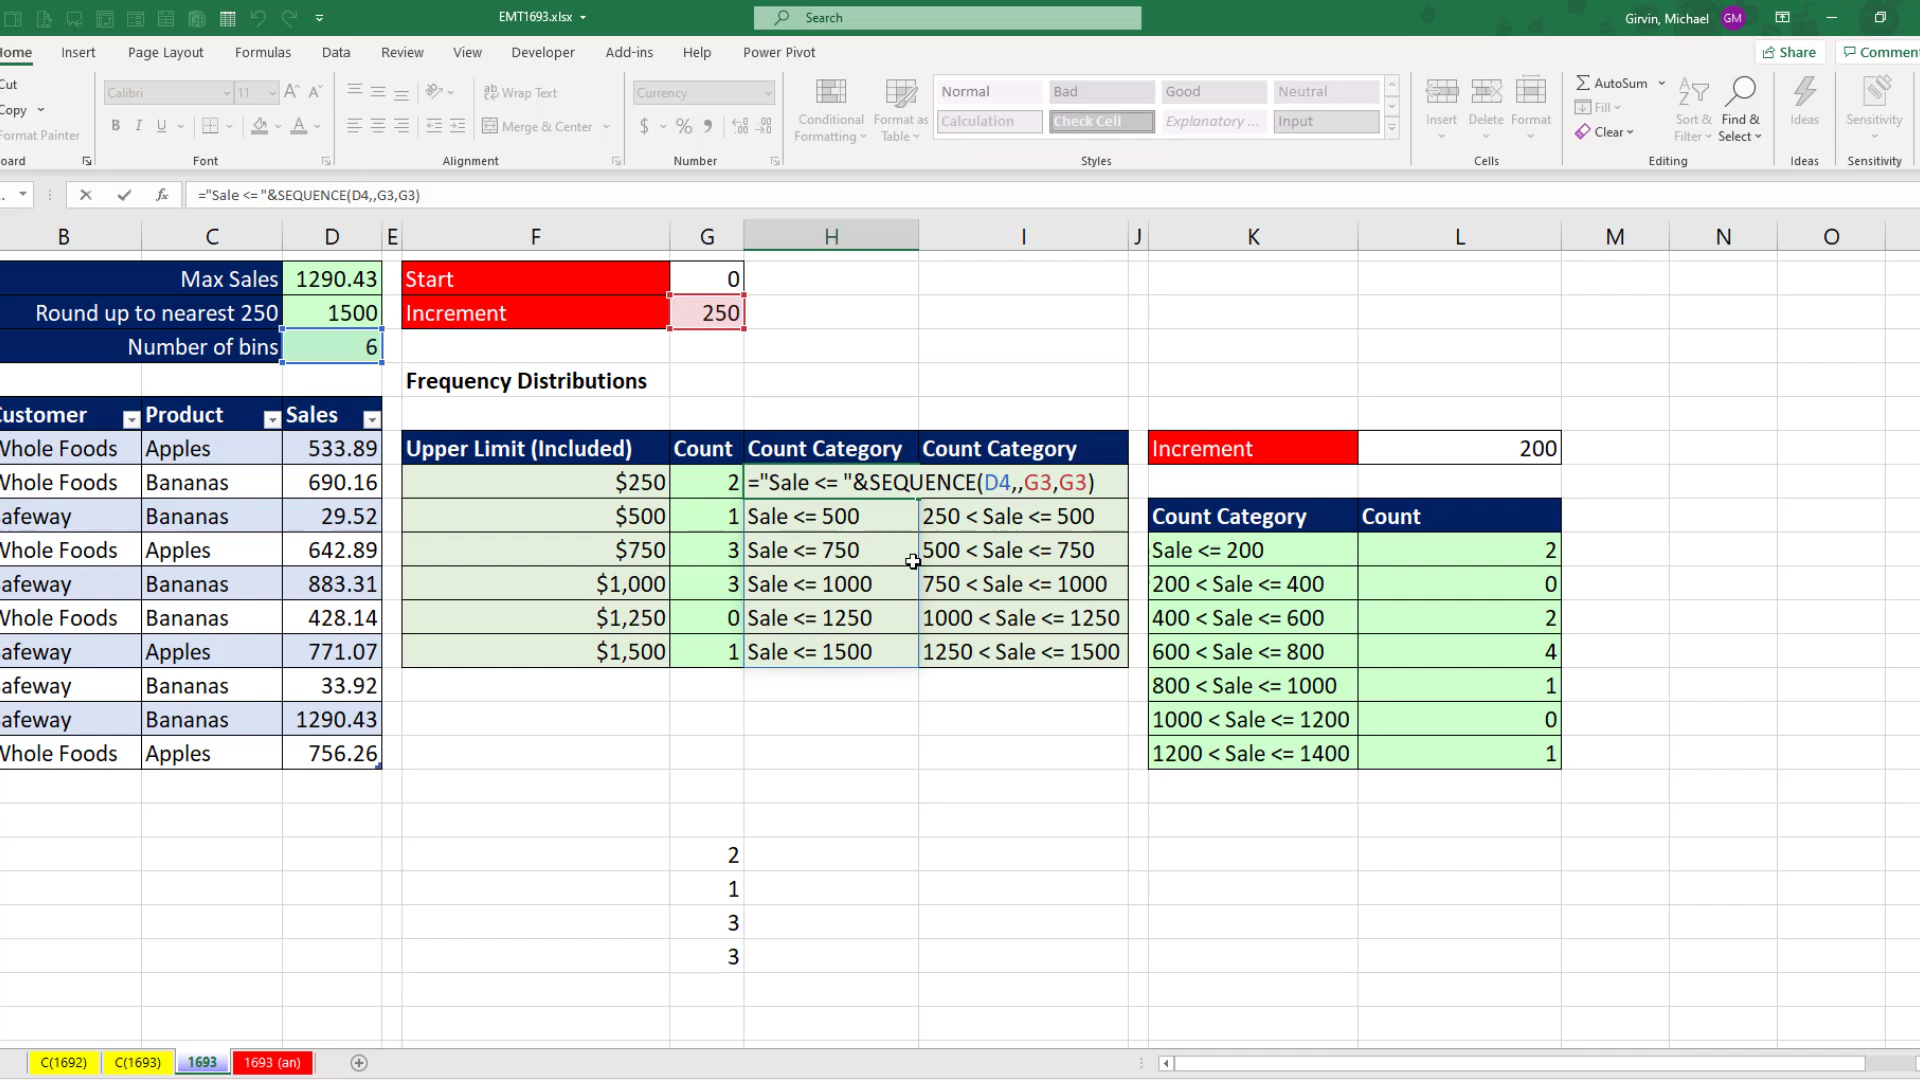 EMT1693.xlsx
Search
Girvin, Michael GM
Home Insert Page Layout Formulas Data Review View Developer Add-ins Help Power Pivot Share Comment
Cut
Copy
Format Painter
Calibri 11
Wrap Text
Merge & Center
Currency
$ % 9
Conditional Formatting
Format as Table
Normal Bad Good Neutral
Calculation Check Cell Explanatory ... Input
Insert Delete Format
AutoSum
Fill
Clear
Sort & Filter
Find & Select
Ideas
Sensitivity
oard Font Alignment Number Styles Cells Editing Ideas Sensitivity
="Sale <= "&SEQUENCE(D4,,G3,G3)
B C D E F G H I J K L M N O
Max Sales 1290.43 Start 0
Round up to nearest 250 1500 Increment 250
Number of bins 6
Frequency Distributions
Customer Product Sales
Upper Limit (Included) Count Count Category Count Category Increment 200
Whole Foods Apples 533.89
Whole Foods Bananas 690.16 $250 2 ="Sale <= "&SEQUENCE(D4,,G3,G3)
afeway Bananas 29.52 $500 1 Sale <= 500 250 < Sale <= 500 Count Category Count
Whole Foods Apples 642.89 $750 3 Sale <= 750 500 < Sale <= 750 Sale <= 200 2
afeway Bananas 883.31 $1,000 3 Sale <= 1000 750 < Sale <= 1000 200 < Sale <= 400 0
Whole Foods Bananas 428.14 $1,250 0 Sale <= 1250 1000 < Sale <= 1250 400 < Sale <= 600 2
afeway Apples 771.07 $1,500 1 Sale <= 1500 1250 < Sale <= 1500 600 < Sale <= 800 4
afeway Bananas 33.92 800 < Sale <= 1000 1
afeway Bananas 1290.43 1000 < Sale <= 1200 0
Whole Foods Apples 756.26 1200 < Sale <= 1400 1
2
1
3
3
C(1692) C(1693) 1693 1693 (an)